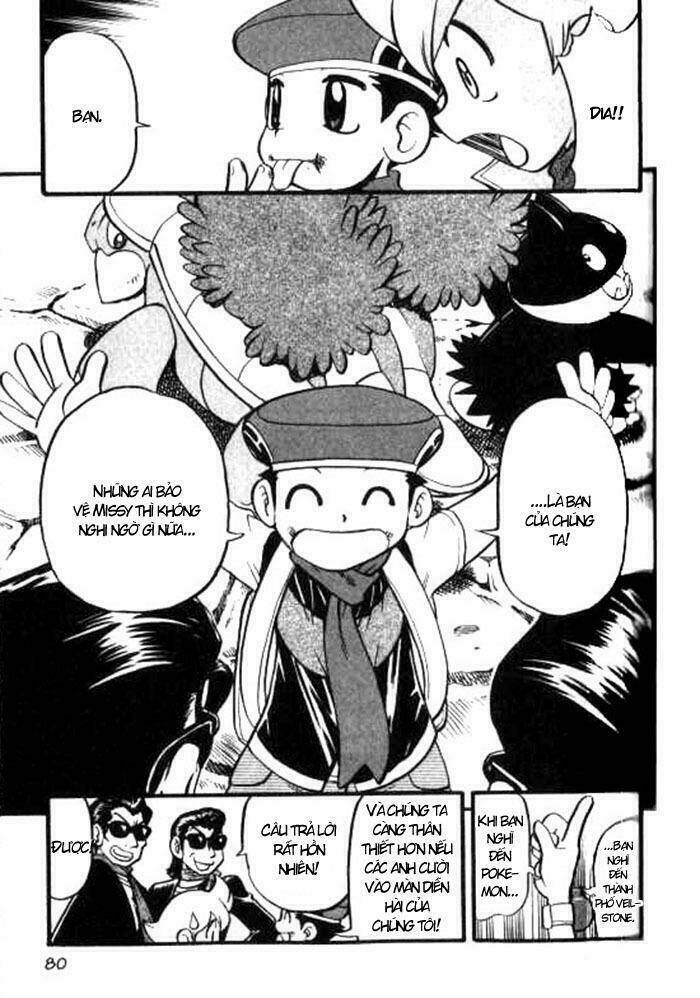 DIA!!
BẠN.
NHỮNG AI BẢO
VỆ MISSY THÌ KHÔNG
NGHI NGỜ GÌ NỮA...
....LÀ BẠN
CỦA CHÚNG
TA!
KHI BẠN
NGHĨ
ĐẾN
POKE-
MON...
...BẠN
NGHĨ
ĐẾN
THÀNH
PHỐ VEIL-
STONE.
VÀ CHÚNG TA
CÀNG THÂN
THIẾT HƠN NẾU
CÁC ANH CƯỜI
VÀO MÀN DIỄN
HÀI CỦA
CHÚNG TÔI!
CÂU TRẢ LỜI
RẤT HỒN
NHIÊN!
ĐƯỢC.
80